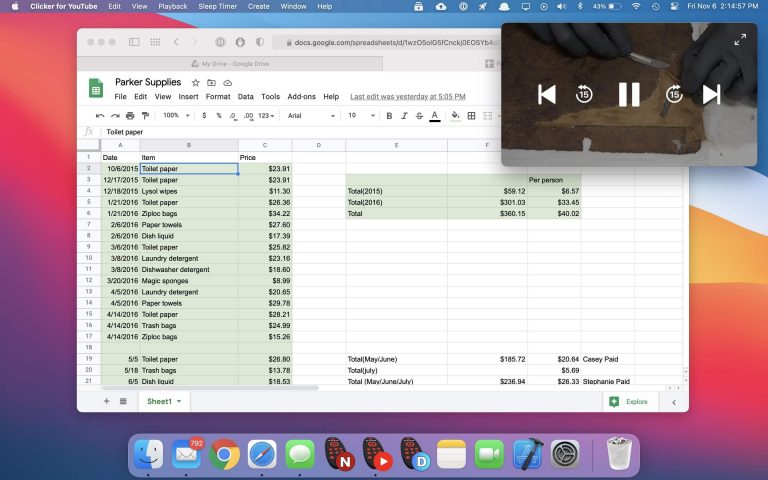 Clicker for YouTube Edit View Playback Sleep Timer Create Window Help 43% Fri Nov 6 2:14:57 PM
docs.google.com/spreadsheets/d/1wzO5olG5fCnckj0EOSYb4
My Drive - Google Drive
Parker Supplies
File Edit View Insert Format Data Tools Add-ons Help Last edit was yesterday at 5:05 PM
15 15
100% $ % .0 .00 123 Arial 10 B I S A
fx Toilet paper
A B C D E F
1 Date Item Price
2 10/6/2015 Toilet paper $23.91
3 12/17/2015 Toilet paper $23.91 Per person
4 12/18/2015 Lysol wipes $11.30 Total(2015) $59.12 $6.57
5 1/21/2016 Toilet paper $26.36 Total(2016) $301.03 $33.45
6 1/21/2016 Ziploc bags $34.22 Total $360.15 $40.02
7 2/6/2016 Paper towels $27.60
8 2/6/2016 Dish liquid $17.39
9 3/6/2016 Toilet paper $25.82
10 3/8/2016 Laundry detergent $23.16
11 3/8/2016 Dishwasher detergent $18.60
12 3/20/2016 Magic sponges $8.99
13 4/5/2016 Laundry detergent $20.65
14 4/5/2016 Paper towels $29.78
15 4/14/2016 Toilet paper $28.21
16 4/14/2016 Trash bags $24.99
17 4/14/2016 Ziploc bags $15.26
18
19 5/5 Toilet paper $26.80 Total(May/June) $185.72 $20.64 Casey Paid
20 5/18 Trash bags $13.78 Total(july) $5.69
21 6/5 Dish liquid $18.53 Total (May/June/July) $236.94 $26.33 Stephanie Paid
Sheet1 Explore
792
N D